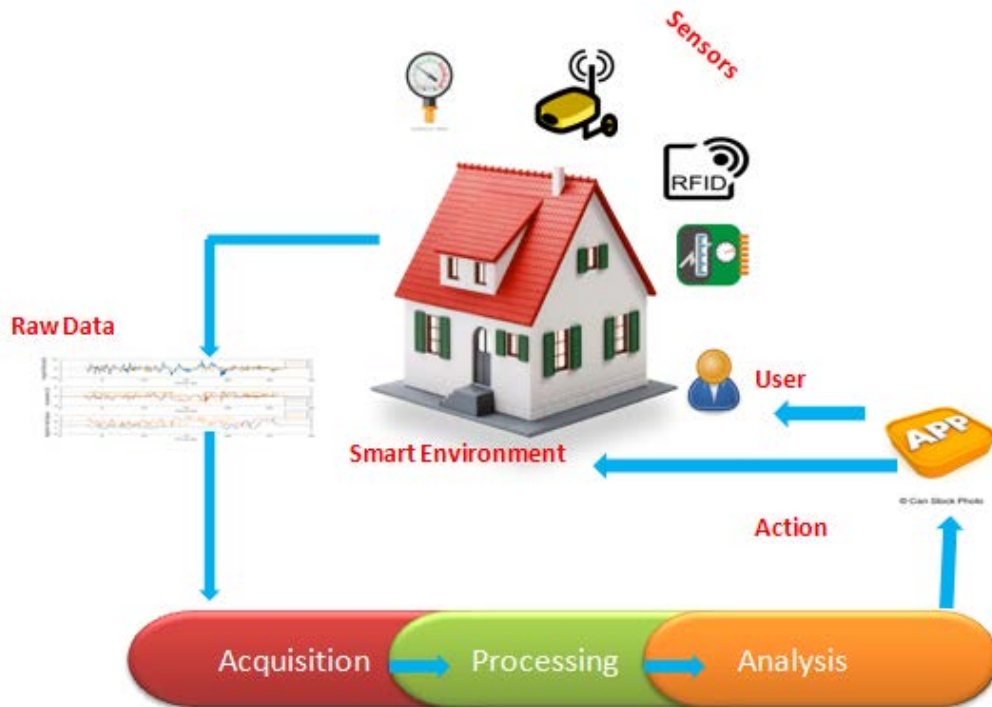 Sensors
RFID
Raw Data
User
APP
Smart Environment
© Can Stock Photo
Action
Acquisition
Processing
Analysis